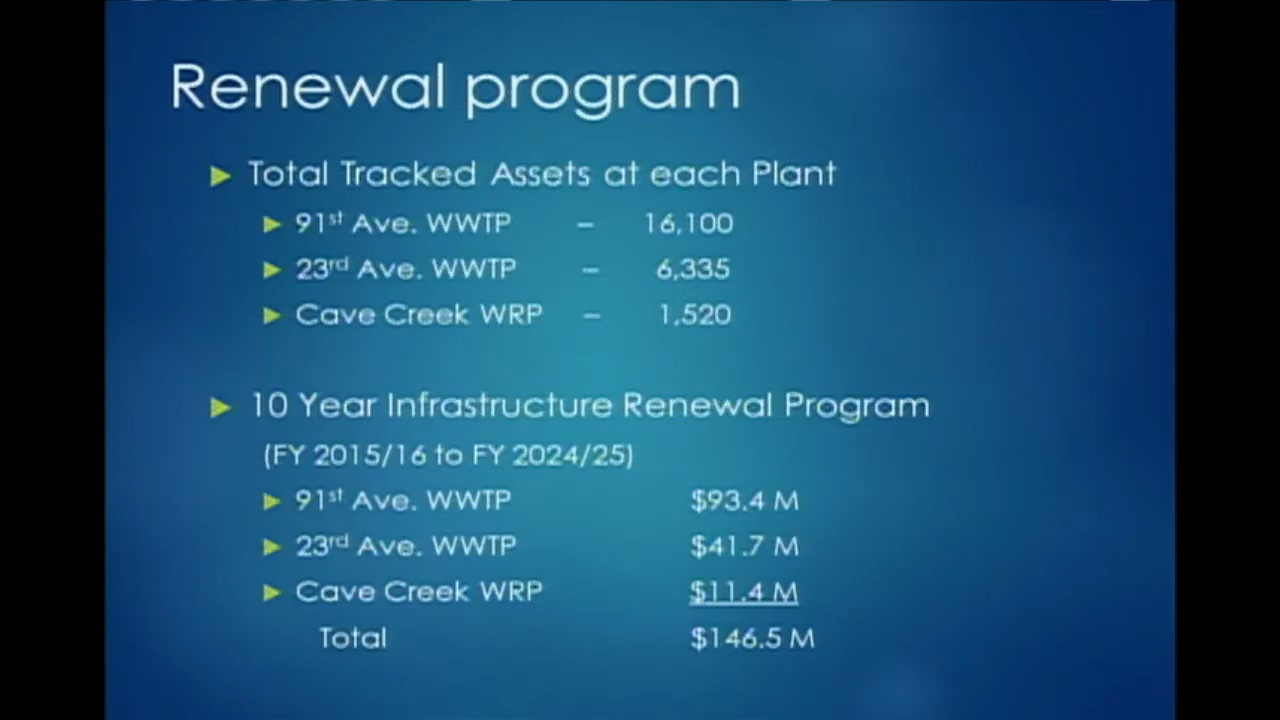 Renewal program
Total Tracked Assets at each Plant
91st Ave. WWTP – 16,100
23rd Ave. WWTP – 6,335
Cave Creek WRP – 1,520
10 Year Infrastructure Renewal Program
(FY 2015/16 to FY 2024/25)
91st Ave. WWTP $93.4 M
23rd Ave. WWTP $41.7 M
Cave Creek WRP $11.4 M
Total $146.5 M